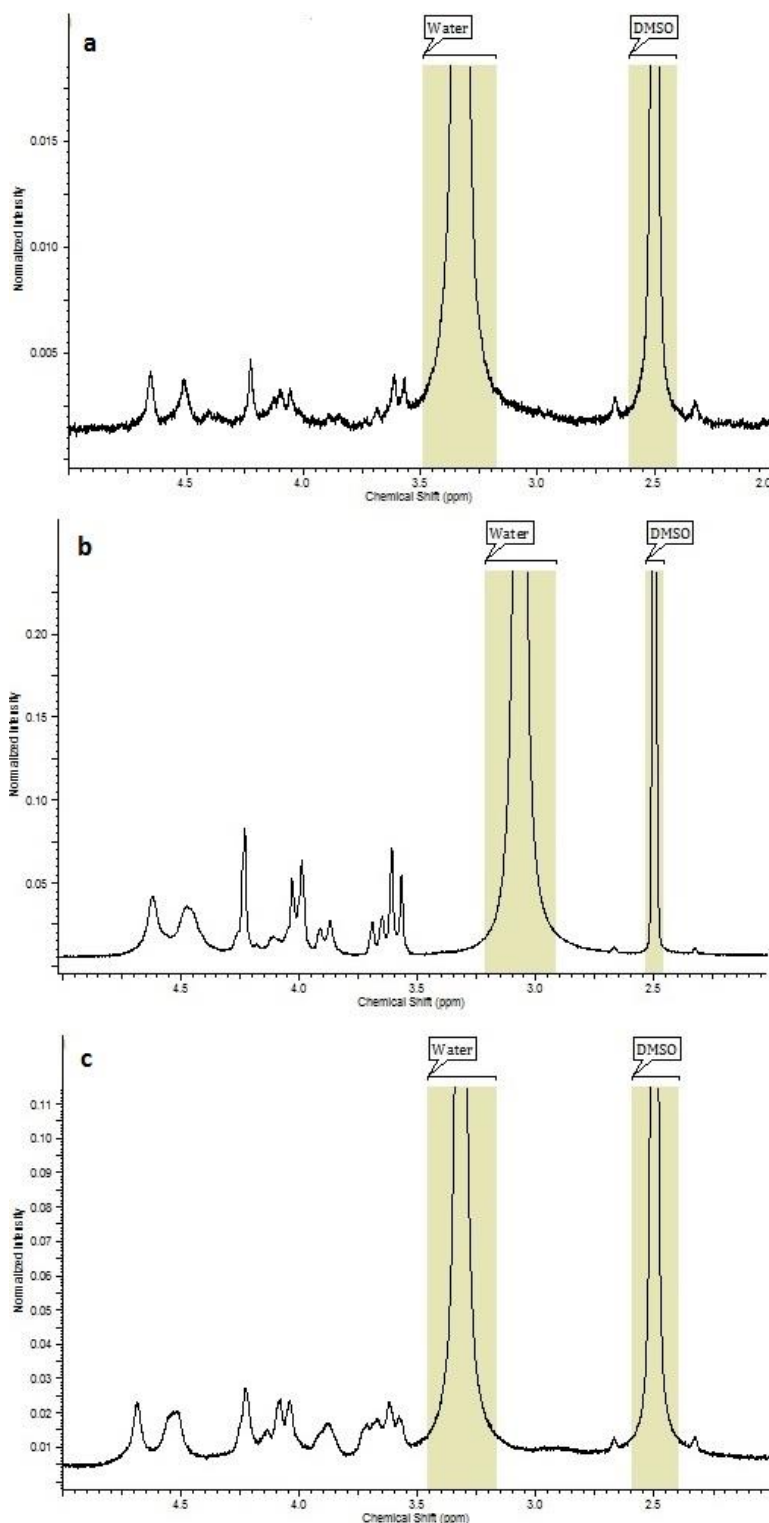 a
Water
DMSO
0.015
0.010
0.005
Normalized Intensity
4.5 4.0 3.5 3.0 2.5 2.0
Chemical Shift (ppm)
b
Water
DMSO
0.20
0.15
0.10
0.05
Normalized Intensity
4.5 4.0 3.5 3.0 2.5
Chemical Shift (ppm)
c
Water
DMSO
0.11
0.10
0.09
0.08
0.07
0.06
0.05
0.04
0.03
0.02
0.01
Normalized Intensity
4.5 4.0 3.5 3.0 2.5
Chemical Shift (ppm)